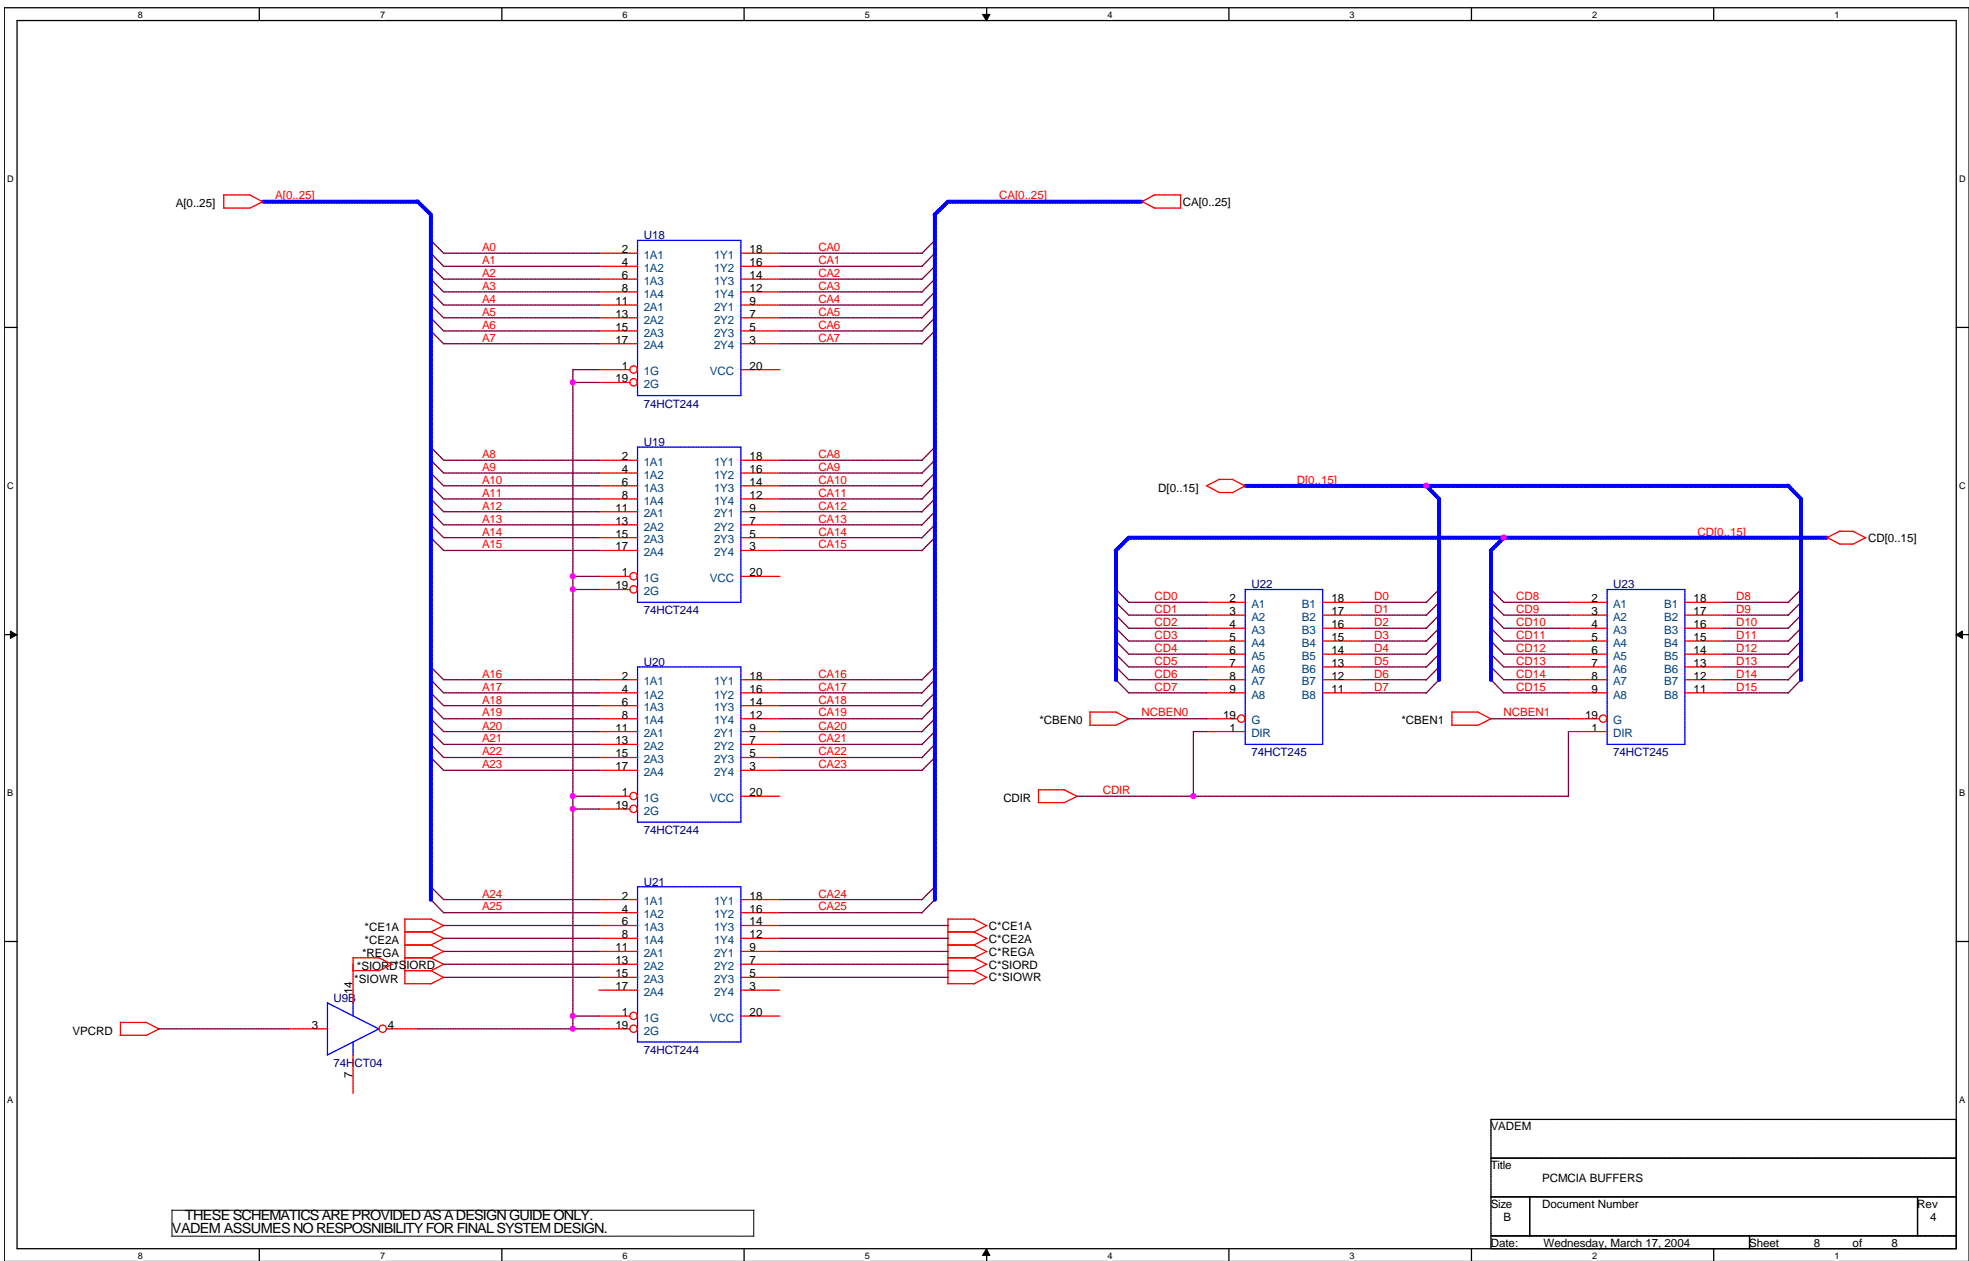 8 7 6 5 4 3 2 1
D D
A[0..25] A[0..25] CA[0..25] CA[0..25]
U18
A0 2 1A1 1Y1 18 CA0
A1 4 1A2 1Y2 16 CA1
A2 6 1A3 1Y3 14 CA2
A3 8 1A4 1Y4 12 CA3
A4 11 2A1 2Y1 9 CA4
A5 13 2A2 2Y2 7 CA5
A6 15 2A3 2Y3 5 CA6
A7 17 2A4 2Y4 3 CA7
1 1G VCC 20
19 2G
74HCT244
U19
A8 2 1A1 1Y1 18 CA8
A9 4 1A2 1Y2 16 CA9
A10 6 1A3 1Y3 14 CA10
A11 8 1A4 1Y4 12 CA11
A12 11 2A1 2Y1 9 CA12
A13 13 2A2 2Y2 7 CA13
A14 15 2A3 2Y3 5 CA14
A15 17 2A4 2Y4 3 CA15
1 1G VCC 20
19 2G
74HCT244
C C
D[0..15] D[0..15]
CD[0..15] CD[0..15]
U22
CD0 2 A1 B1 18 D0
CD1 3 A2 B2 17 D1
CD2 4 A3 B3 16 D2
CD3 5 A4 B4 15 D3
CD4 6 A5 B5 14 D4
CD5 7 A6 B6 13 D5
CD6 8 A7 B7 12 D6
CD7 9 A8 B8 11 D7
*CBEN0 NCBEN0 19 G
1 DIR
74HCT245
U23
CD8 2 A1 B1 18 D8
CD9 3 A2 B2 17 D9
CD10 4 A3 B3 16 D10
CD11 5 A4 B4 15 D11
CD12 6 A5 B5 14 D12
CD13 7 A6 B6 13 D13
CD14 8 A7 B7 12 D14
CD15 9 A8 B8 11 D15
*CBEN1 NCBEN1 19 G
1 DIR
74HCT245
CDIR CDIR
U20
A16 2 1A1 1Y1 18 CA16
A17 4 1A2 1Y2 16 CA17
A18 6 1A3 1Y3 14 CA18
A19 8 1A4 1Y4 12 CA19
A20 11 2A1 2Y1 9 CA20
A21 13 2A2 2Y2 7 CA21
A22 15 2A3 2Y3 5 CA22
A23 17 2A4 2Y4 3 CA23
1 1G VCC 20
19 2G
74HCT244
B B
U21
A24 2 1A1 1Y1 18 CA24
A25 4 1A2 1Y2 16 CA25
*CE1A 6 1A3 1Y3 14 C*CE1A
*CE2A 8 1A4 1Y4 12 C*CE2A
*REGA 11 2A1 2Y1 9 C*REGA
*SIORD *SIORD 13 2A2 2Y2 7 C*SIORD
*SIOWR 15 2A3 2Y3 5 C*SIOWR
17 2A4 2Y4 3
1 1G VCC 20
19 2G
74HCT244
14
U9B
VPCRD 3 4
74HCT04
7
A A
VADEM
Title
PCMCIA BUFFERS
Size Document Number Rev
B 4
Date: Wednesday, March 17, 2004 Sheet 8 of 8
THESE SCHEMATICS ARE PROVIDED AS A DESIGN GUIDE ONLY.
VADEM ASSUMES NO RESPOSNIBILITY FOR FINAL SYSTEM DESIGN.
8 7 6 5 4 3 2 1